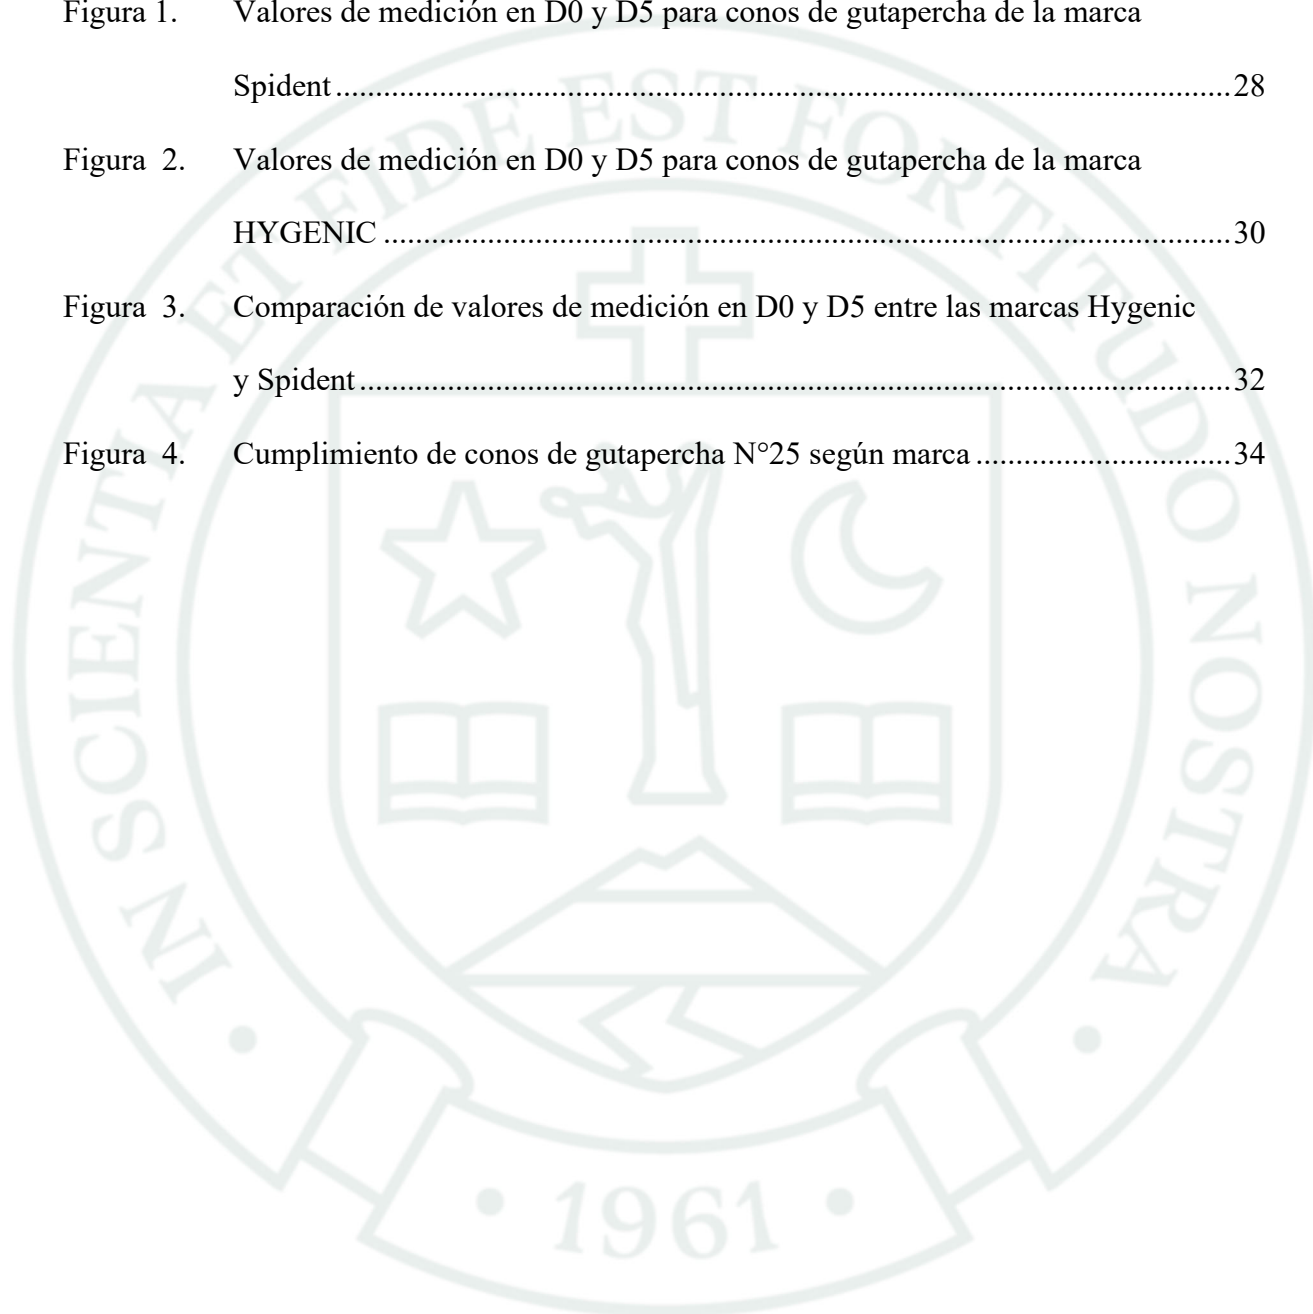 Figura 1. Valores de medición en D0 y D5 para conos de gutapercha de la marca
Spident....................................................................................................................28
Figura 2. Valores de medición en D0 y D5 para conos de gutapercha de la marca
HYGENIC ..............................................................................................................30
Figura 3. Comparación de valores de medición en D0 y D5 entre las marcas Hygenic
y Spident.................................................................................................................32
Figura 4. Cumplimiento de conos de gutapercha N°25 según marca .................................34
IN SCIENTIA ET FIDE EST FORTITUDO NOSTRA
• 1961 •